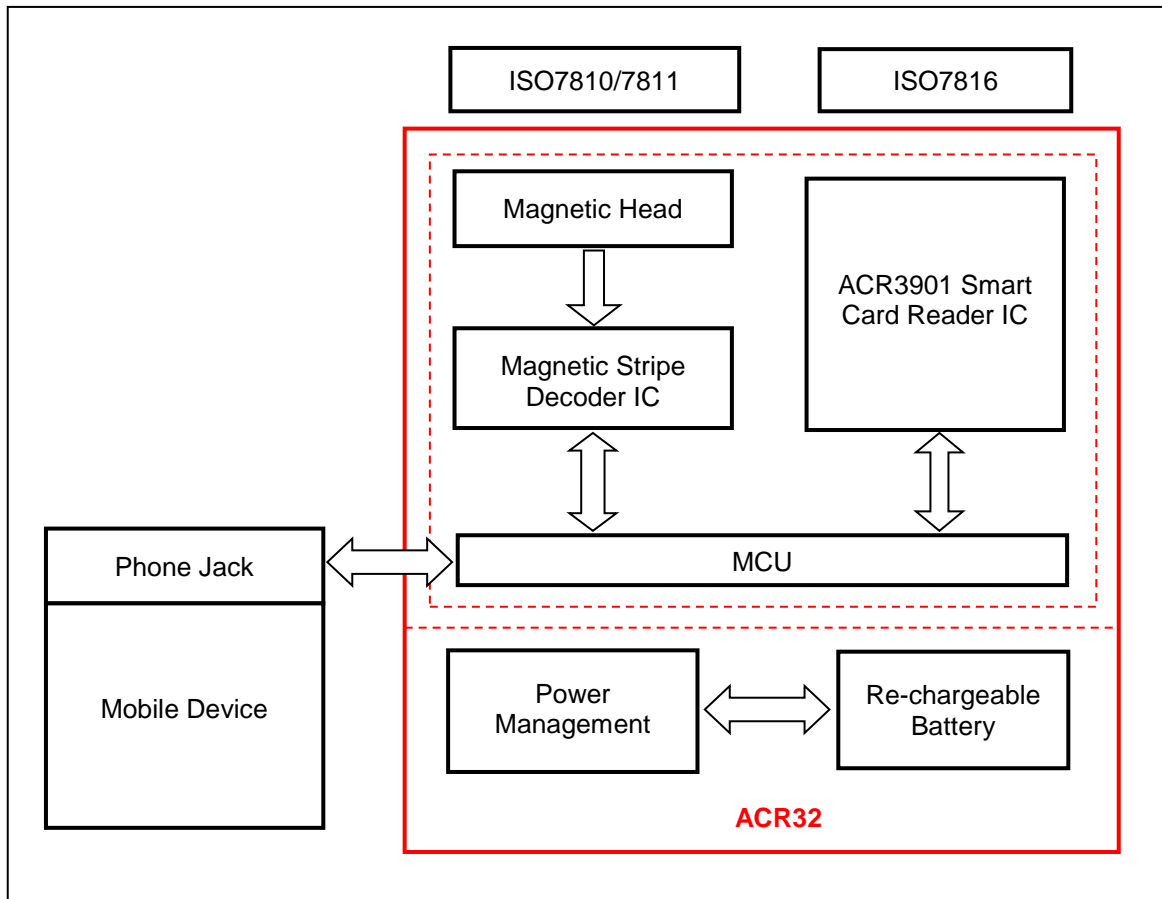 ISO7810/7811
ISO7816
Magnetic Head
ACR3901 Smart
Card Reader IC
Magnetic Stripe
Decoder IC
Phone Jack
MCU
Mobile Device
Power
Management
Re-chargeable
Battery
ACR32